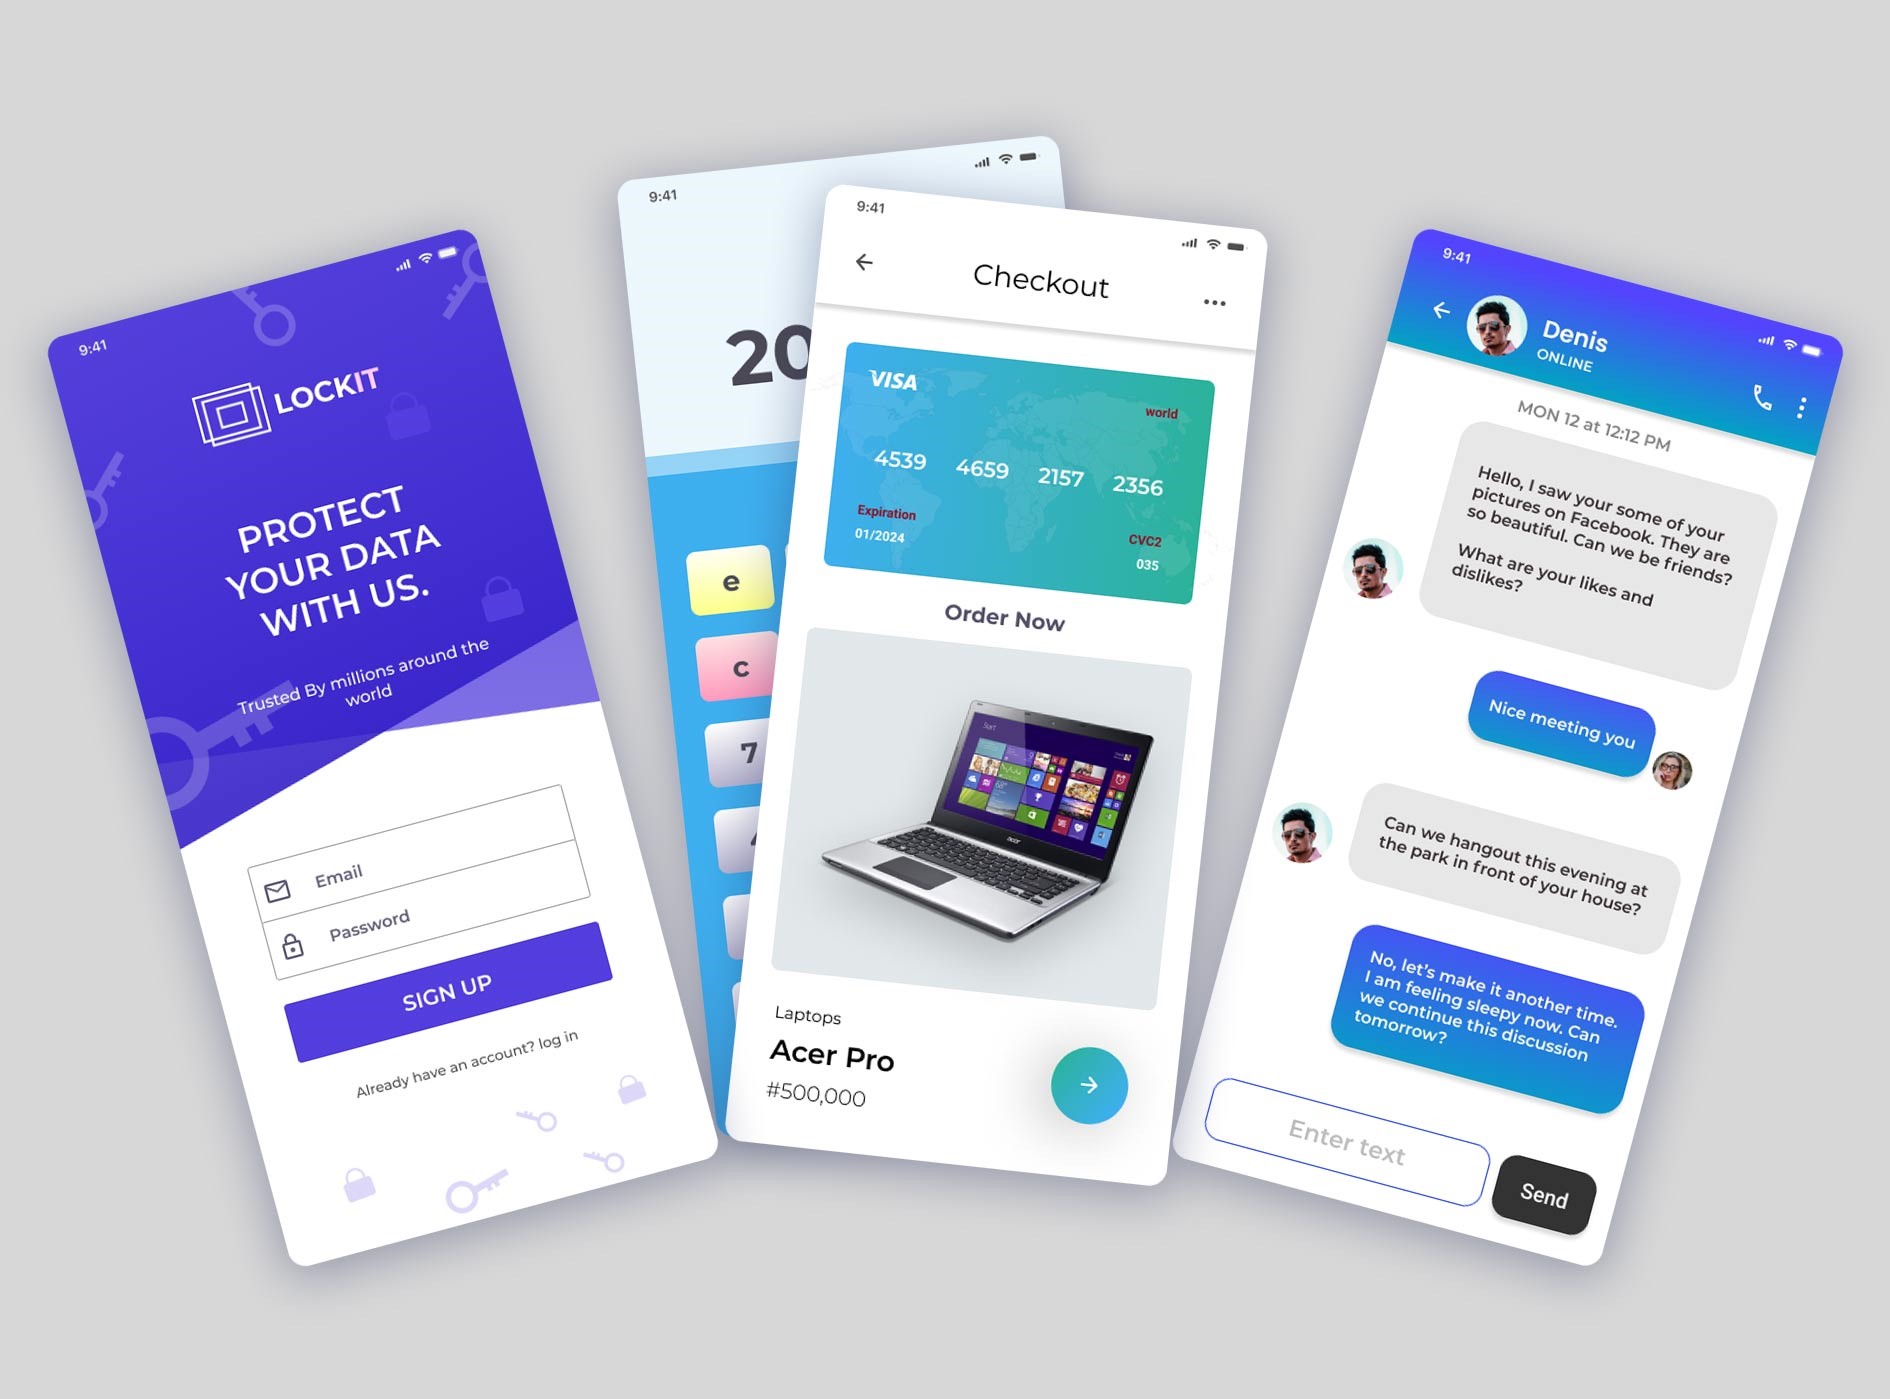 9:41
LOCKIT
PROTECT
YOUR DATA
WITH US.
Trusted By millions around the
world
Email
Password
SIGN UP
Already have an account? log in
9:41
20
e
c
7
9:41
Checkout
VISA
world
4539 4659 2157 2356
Expiration
01/2024
CVC2
035
Order Now
Start
acer
Laptops
Acer Pro
#500,000
9:41
Denis
ONLINE
MON 12 at 12:12 PM
Hello, I saw your some of your
pictures on Facebook. They are
so beautiful. Can we be friends?
What are your likes and
dislikes?
Nice meeting you
Can we hangout this evening at
the park in front of your house?
No, let's make it another time.
I am feeling sleepy now. Can
we continue this discussion
tomorrow?
Enter text
Send